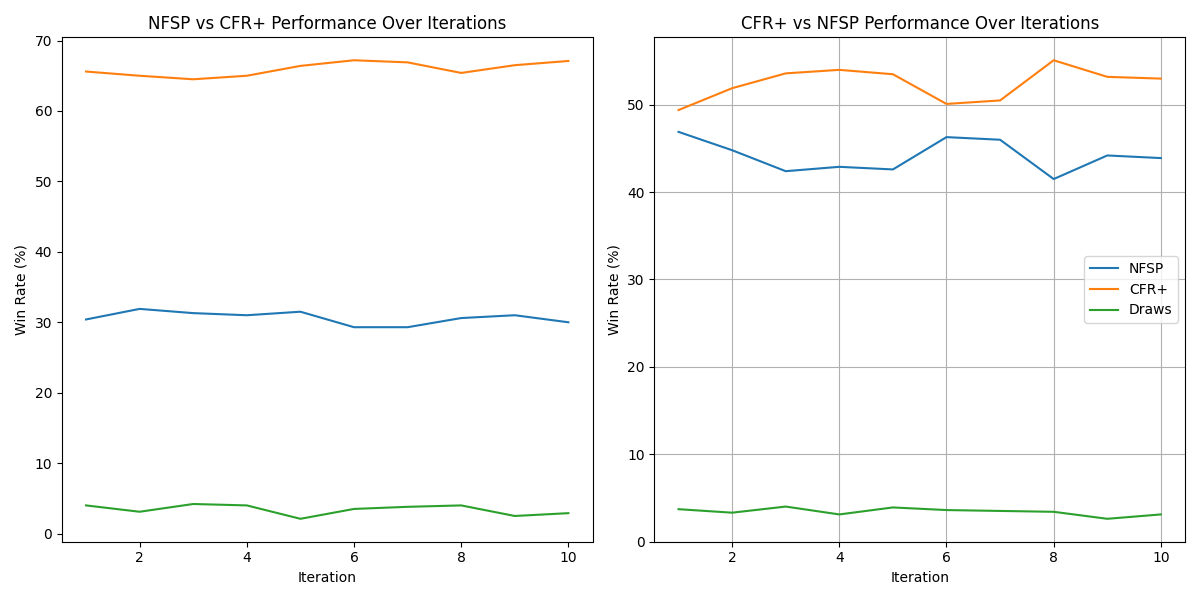 NFSP vs CFR+ Performance Over Iterations
70
60
50
40
30
20
10
0
Win Rate (%)
2 4 6 8 10
Iteration
CFR+ vs NFSP Performance Over Iterations
50
40
30
20
10
0
Win Rate (%)
2 4 6 8 10
Iteration
NFSP
CFR+
Draws